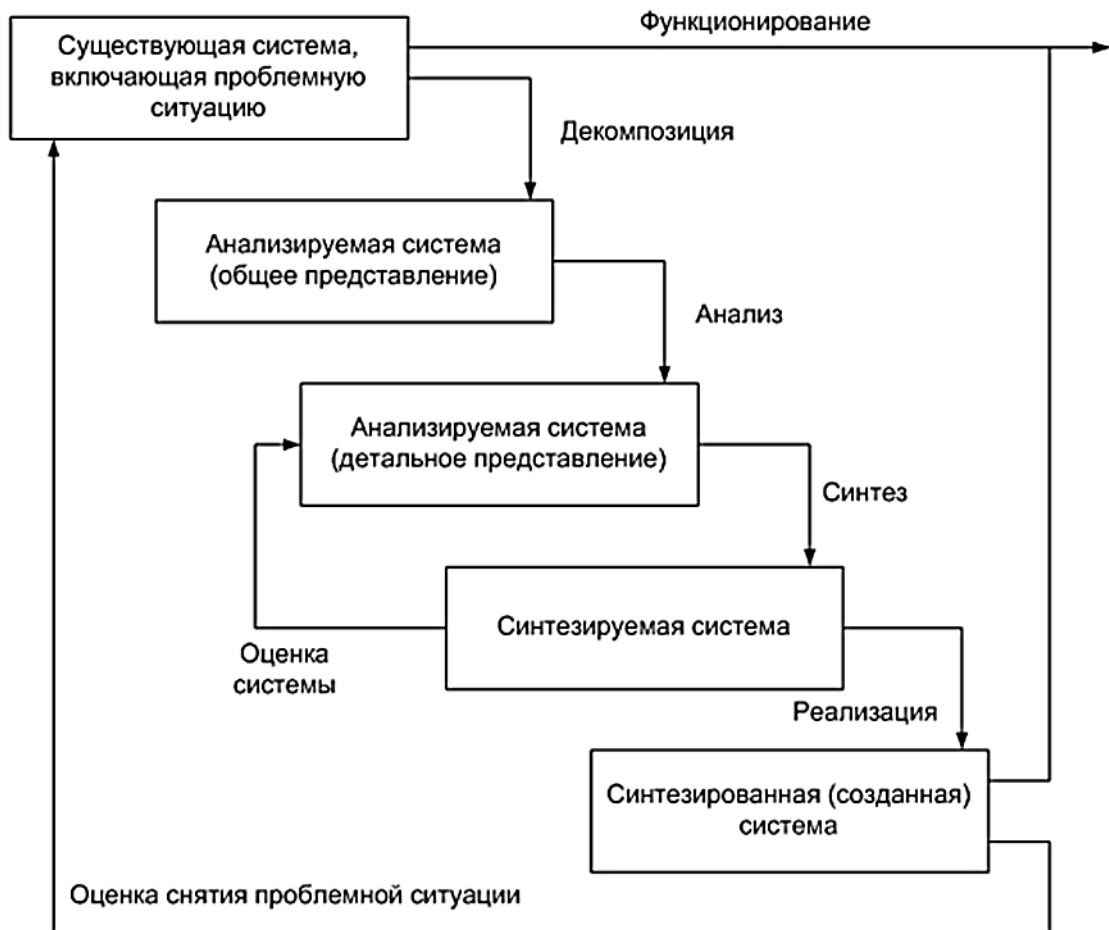 Функционирование
Существующая система,
включающая проблемную
ситуацию
Декомпозиция
Анализируемая система
(общее представление)
Анализ
Анализируемая система
(детальное представление)
Синтез
Синтезируемая система
Оценка
системы
Реализация
Синтезированная (созданная)
система
Оценка снятия проблемной ситуации